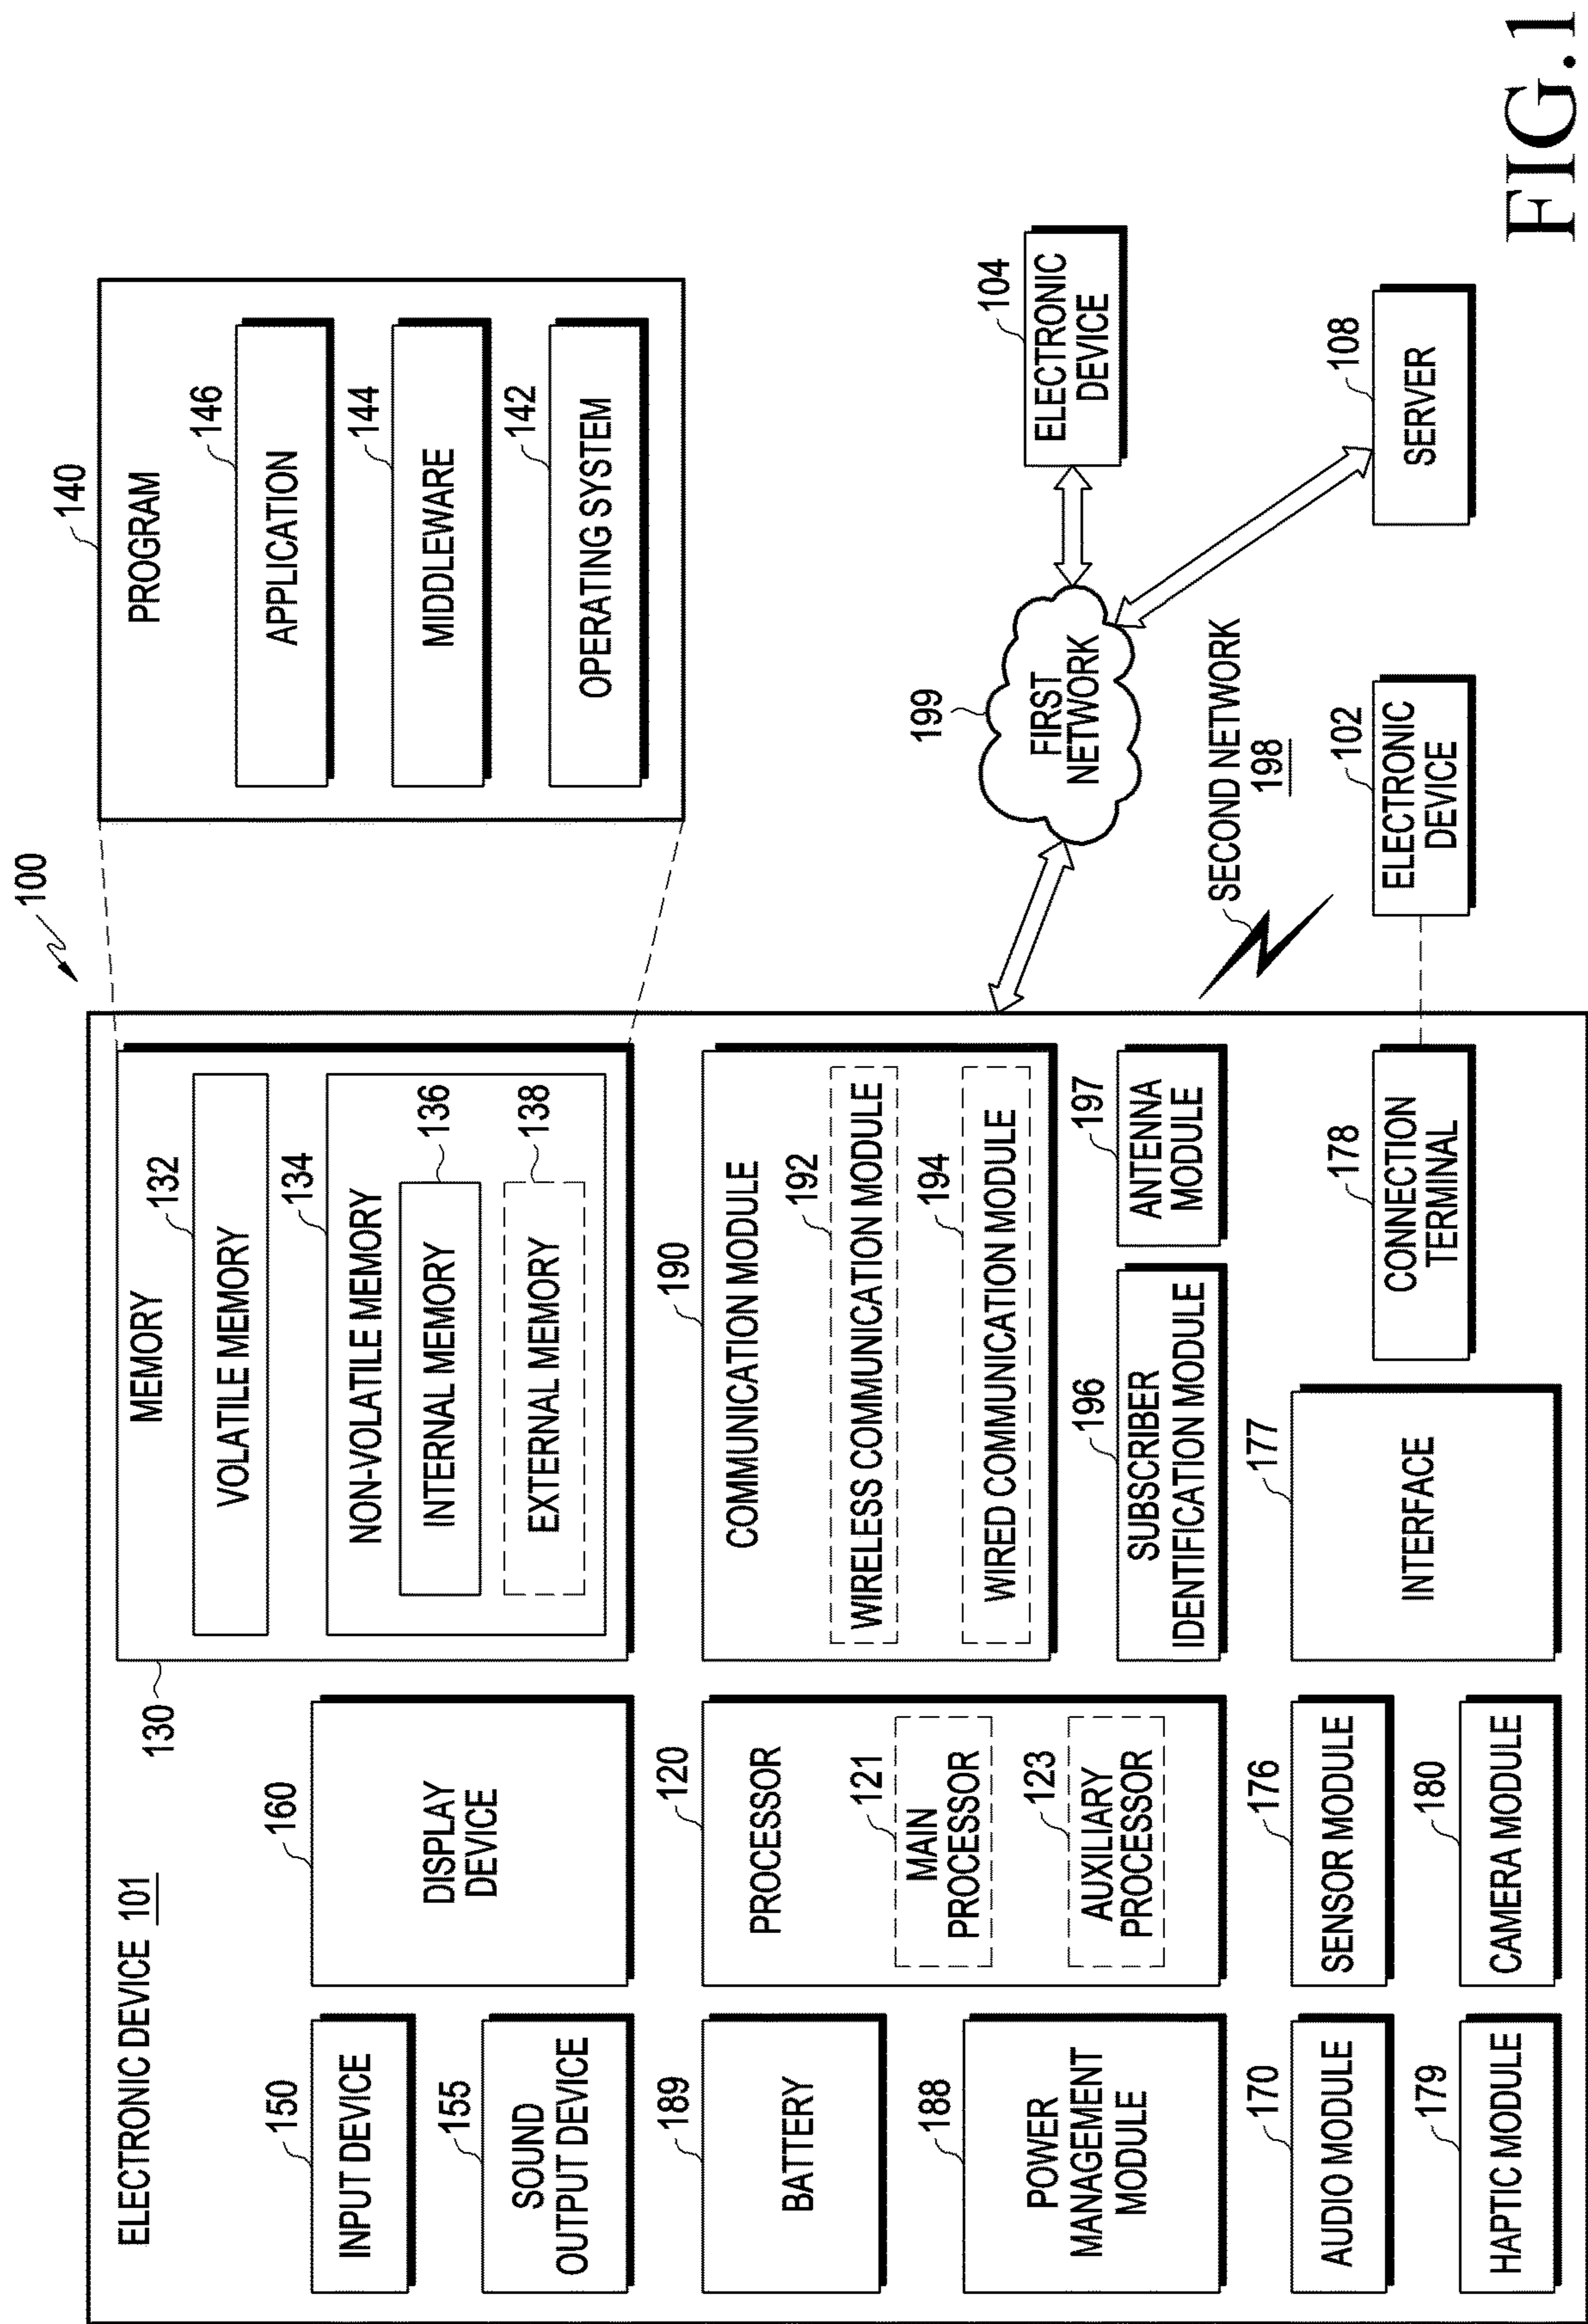 100
ELECTRONIC DEVICE 101
150
INPUT DEVICE
155
SOUND
OUTPUT DEVICE
160
DISPLAY
DEVICE
130
MEMORY
132
VOLATILE MEMORY
134
NON-VOLATILE MEMORY
136
INTERNAL MEMORY
138
EXTERNAL MEMORY
140
PROGRAM
146
APPLICATION
144
MIDDLEWARE
142
OPERATING SYSTEM
189
BATTERY
188
POWER
MANAGEMENT
MODULE
120
PROCESSOR
121
MAIN
PROCESSOR
123
AUXILIARY
PROCESSOR
190
COMMUNICATION MODULE
192
WIRELESS COMMUNICATION MODULE
194
WIRED COMMUNICATION MODULE
196
SUBSCRIBER
IDENTIFICATION MODULE
197
ANTENNA
MODULE
199
FIRST
NETWORK
104
ELECTRONIC
DEVICE
SECOND NETWORK
198
108
SERVER
170
AUDIO MODULE
176
SENSOR MODULE
177
INTERFACE
178
CONNECTION
TERMINAL
102
ELECTRONIC
DEVICE
179
HAPTIC MODULE
180
CAMERA MODULE
FIG.1